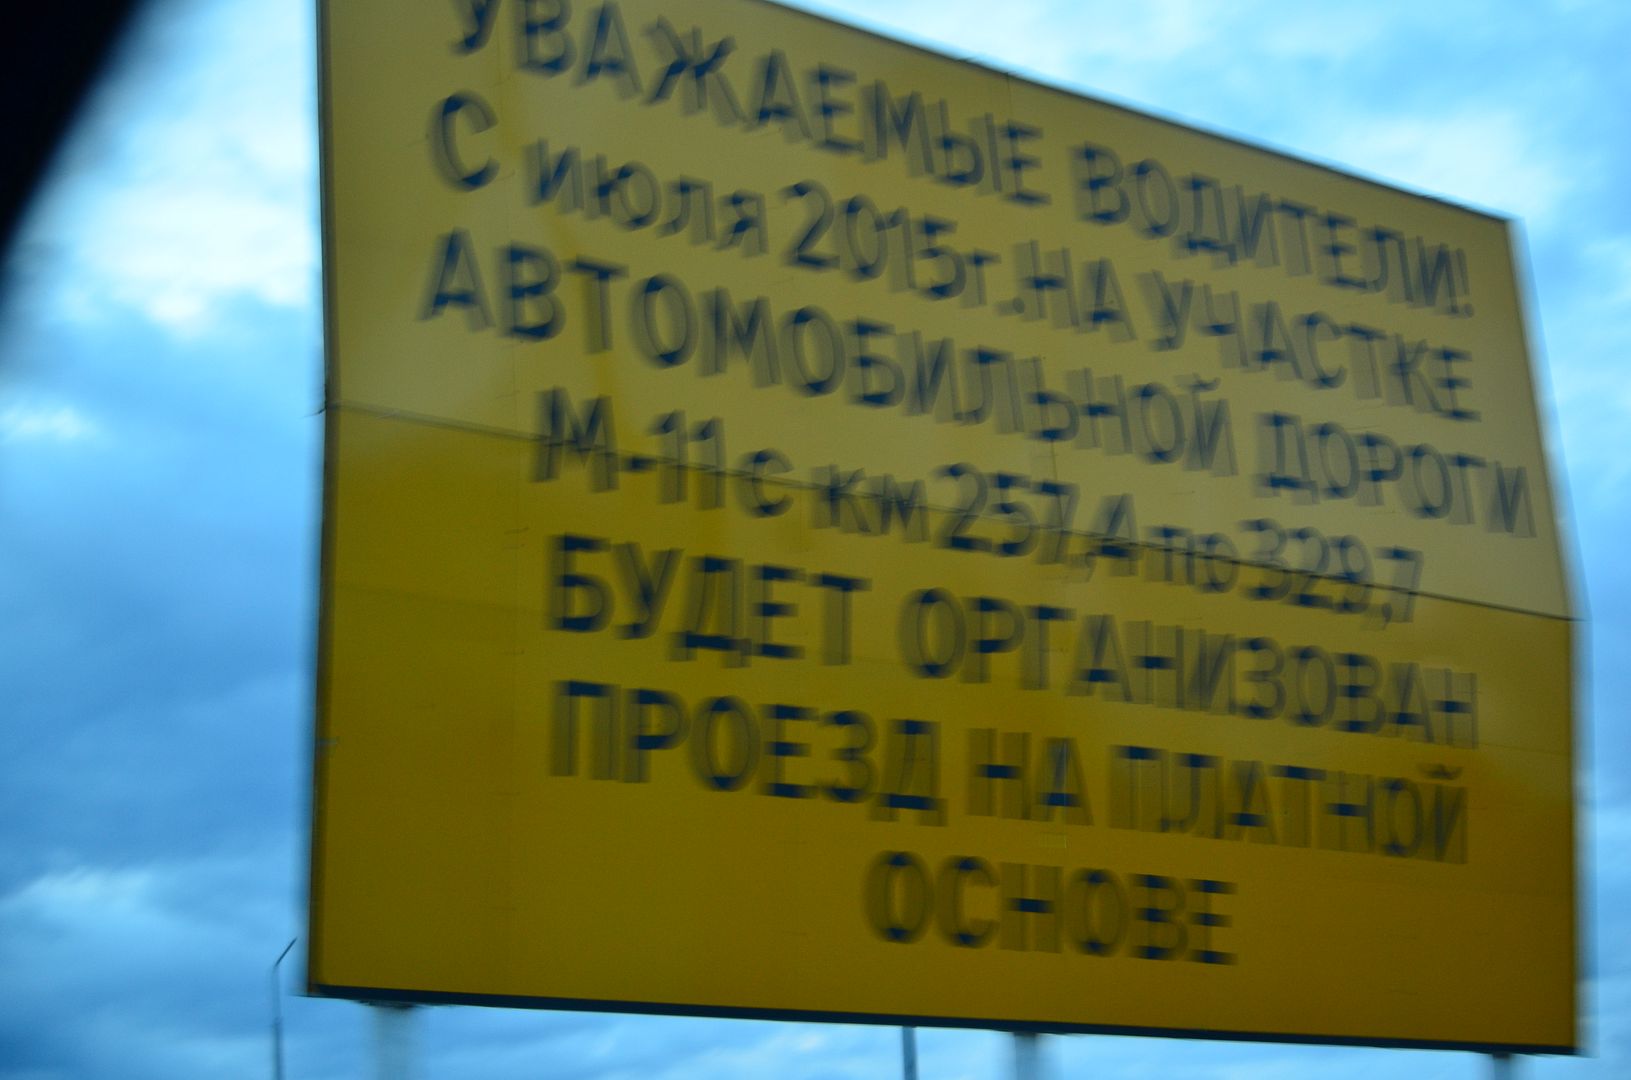 УВАЖАЕМЫЕ ВОДИТЕЛИ!
С июля 2015г. НА УЧАСТКЕ
АВТОМОБИЛЬНОЙ ДОРОГИ
М-11 с км 257,4 по 329,7
БУДЕТ ОРГАНИЗОВАН
ПРОЕЗД НА ПЛАТНОЙ
ОСНОВЕ